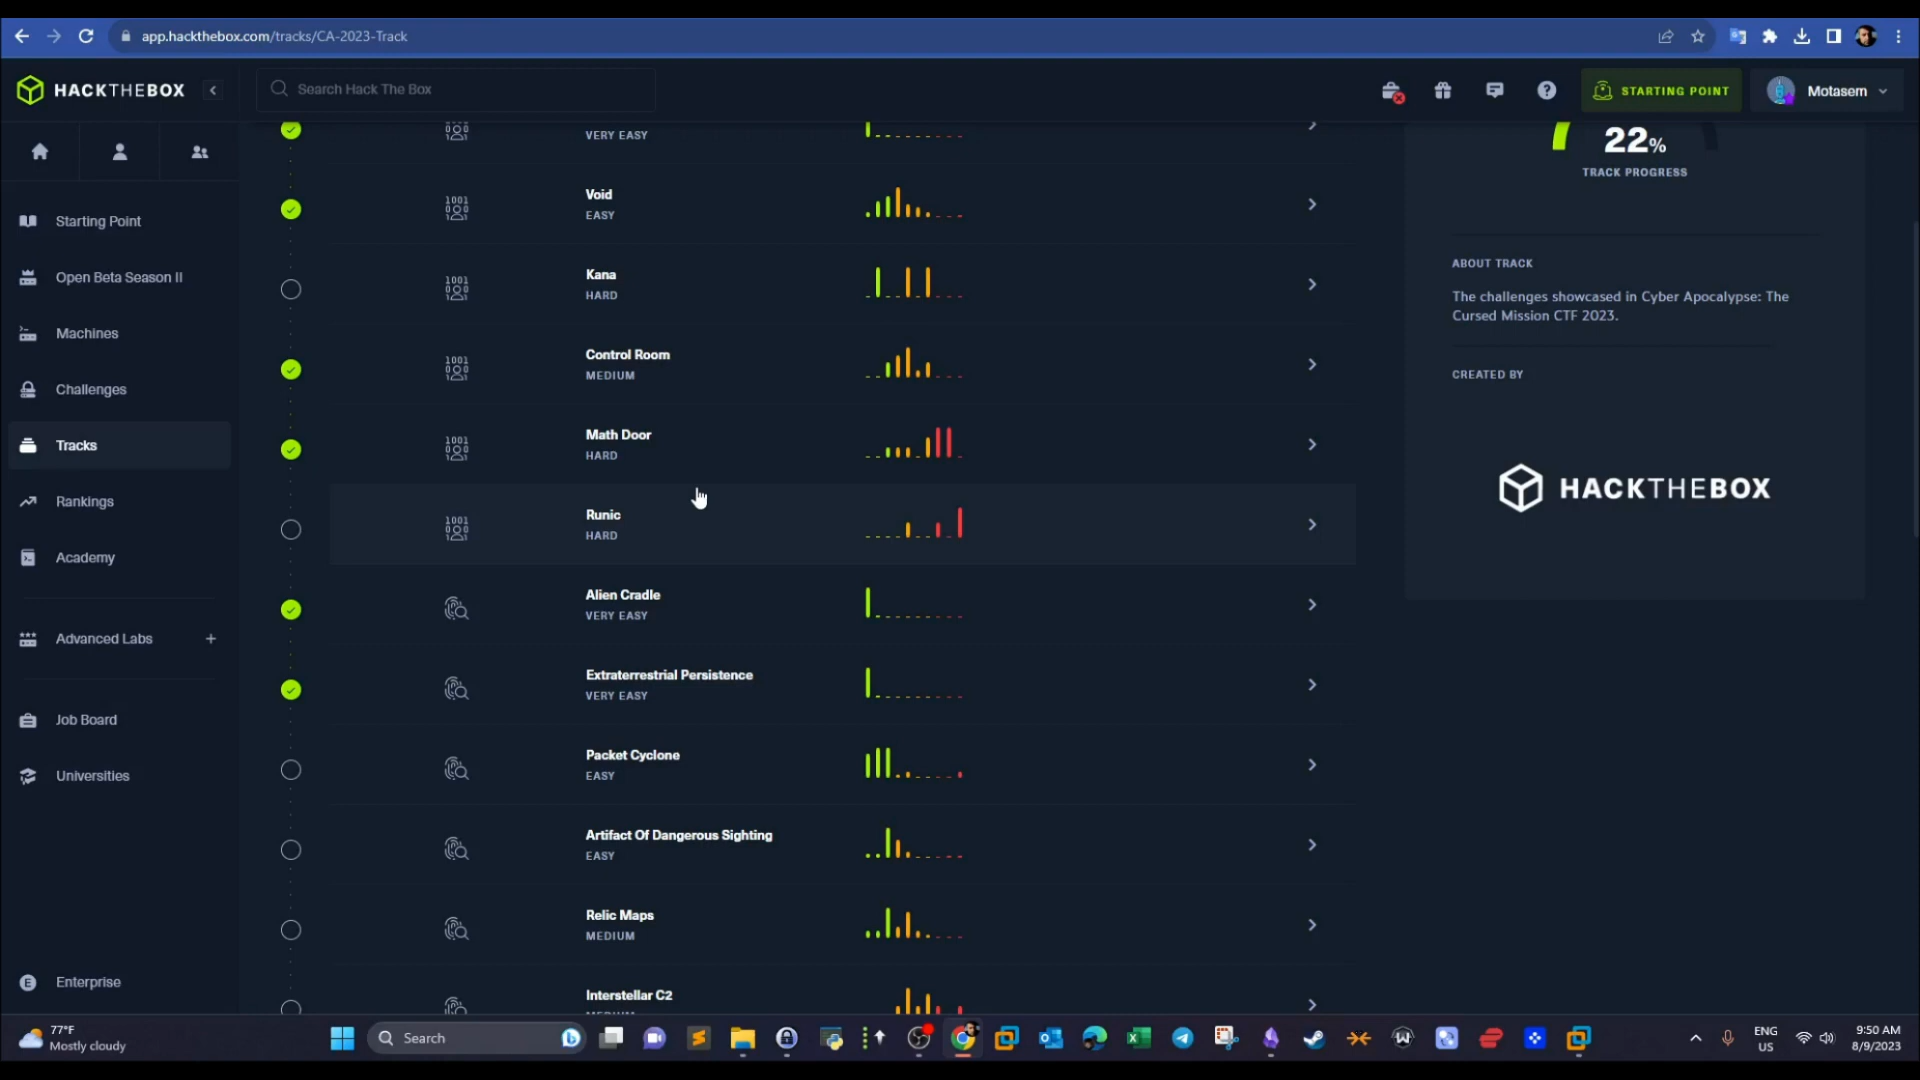 app.hackthebox.com/tracks/CA-2023-Track
HACKTHEBOX
Search Hack The Box
STARTING POINT
Motasem
VERY EASY
22%
TRACK PROGRESS
Starting Point
Open Beta Season II
Machines
Challenges
Tracks
Rankings
Academy
Advanced Labs
Job Board
Universities
Enterprise
Void
EASY
Kana
HARD
Control Room
MEDIUM
Math Door
HARD
Runic
HARD
Alien Cradle
VERY EASY
Extraterrestrial Persistence
VERY EASY
Packet Cyclone
EASY
Artifact Of Dangerous Sighting
EASY
Relic Maps
MEDIUM
Interstellar C2
MEDIUM
ABOUT TRACK
The challenges showcased in Cyber Apocalypse: The
Cursed Mission CTF 2023.
CREATED BY
HACKTHEBOX
77°F
Mostly cloudy
Search
ENG
US
9:50 AM
8/9/2023